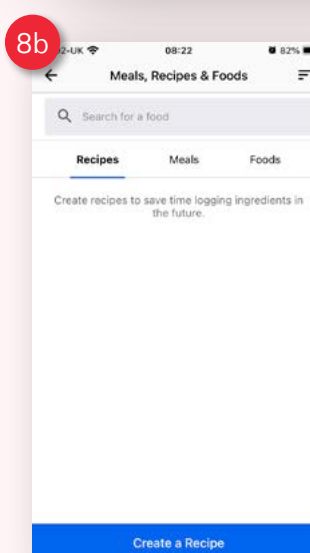 8b
2-UK 08:22 82%
Meals, Recipes & Foods
Search for a food
Recipes Meals Foods
Create recipes to save time logging ingredients in
the future.
Create a Recipe